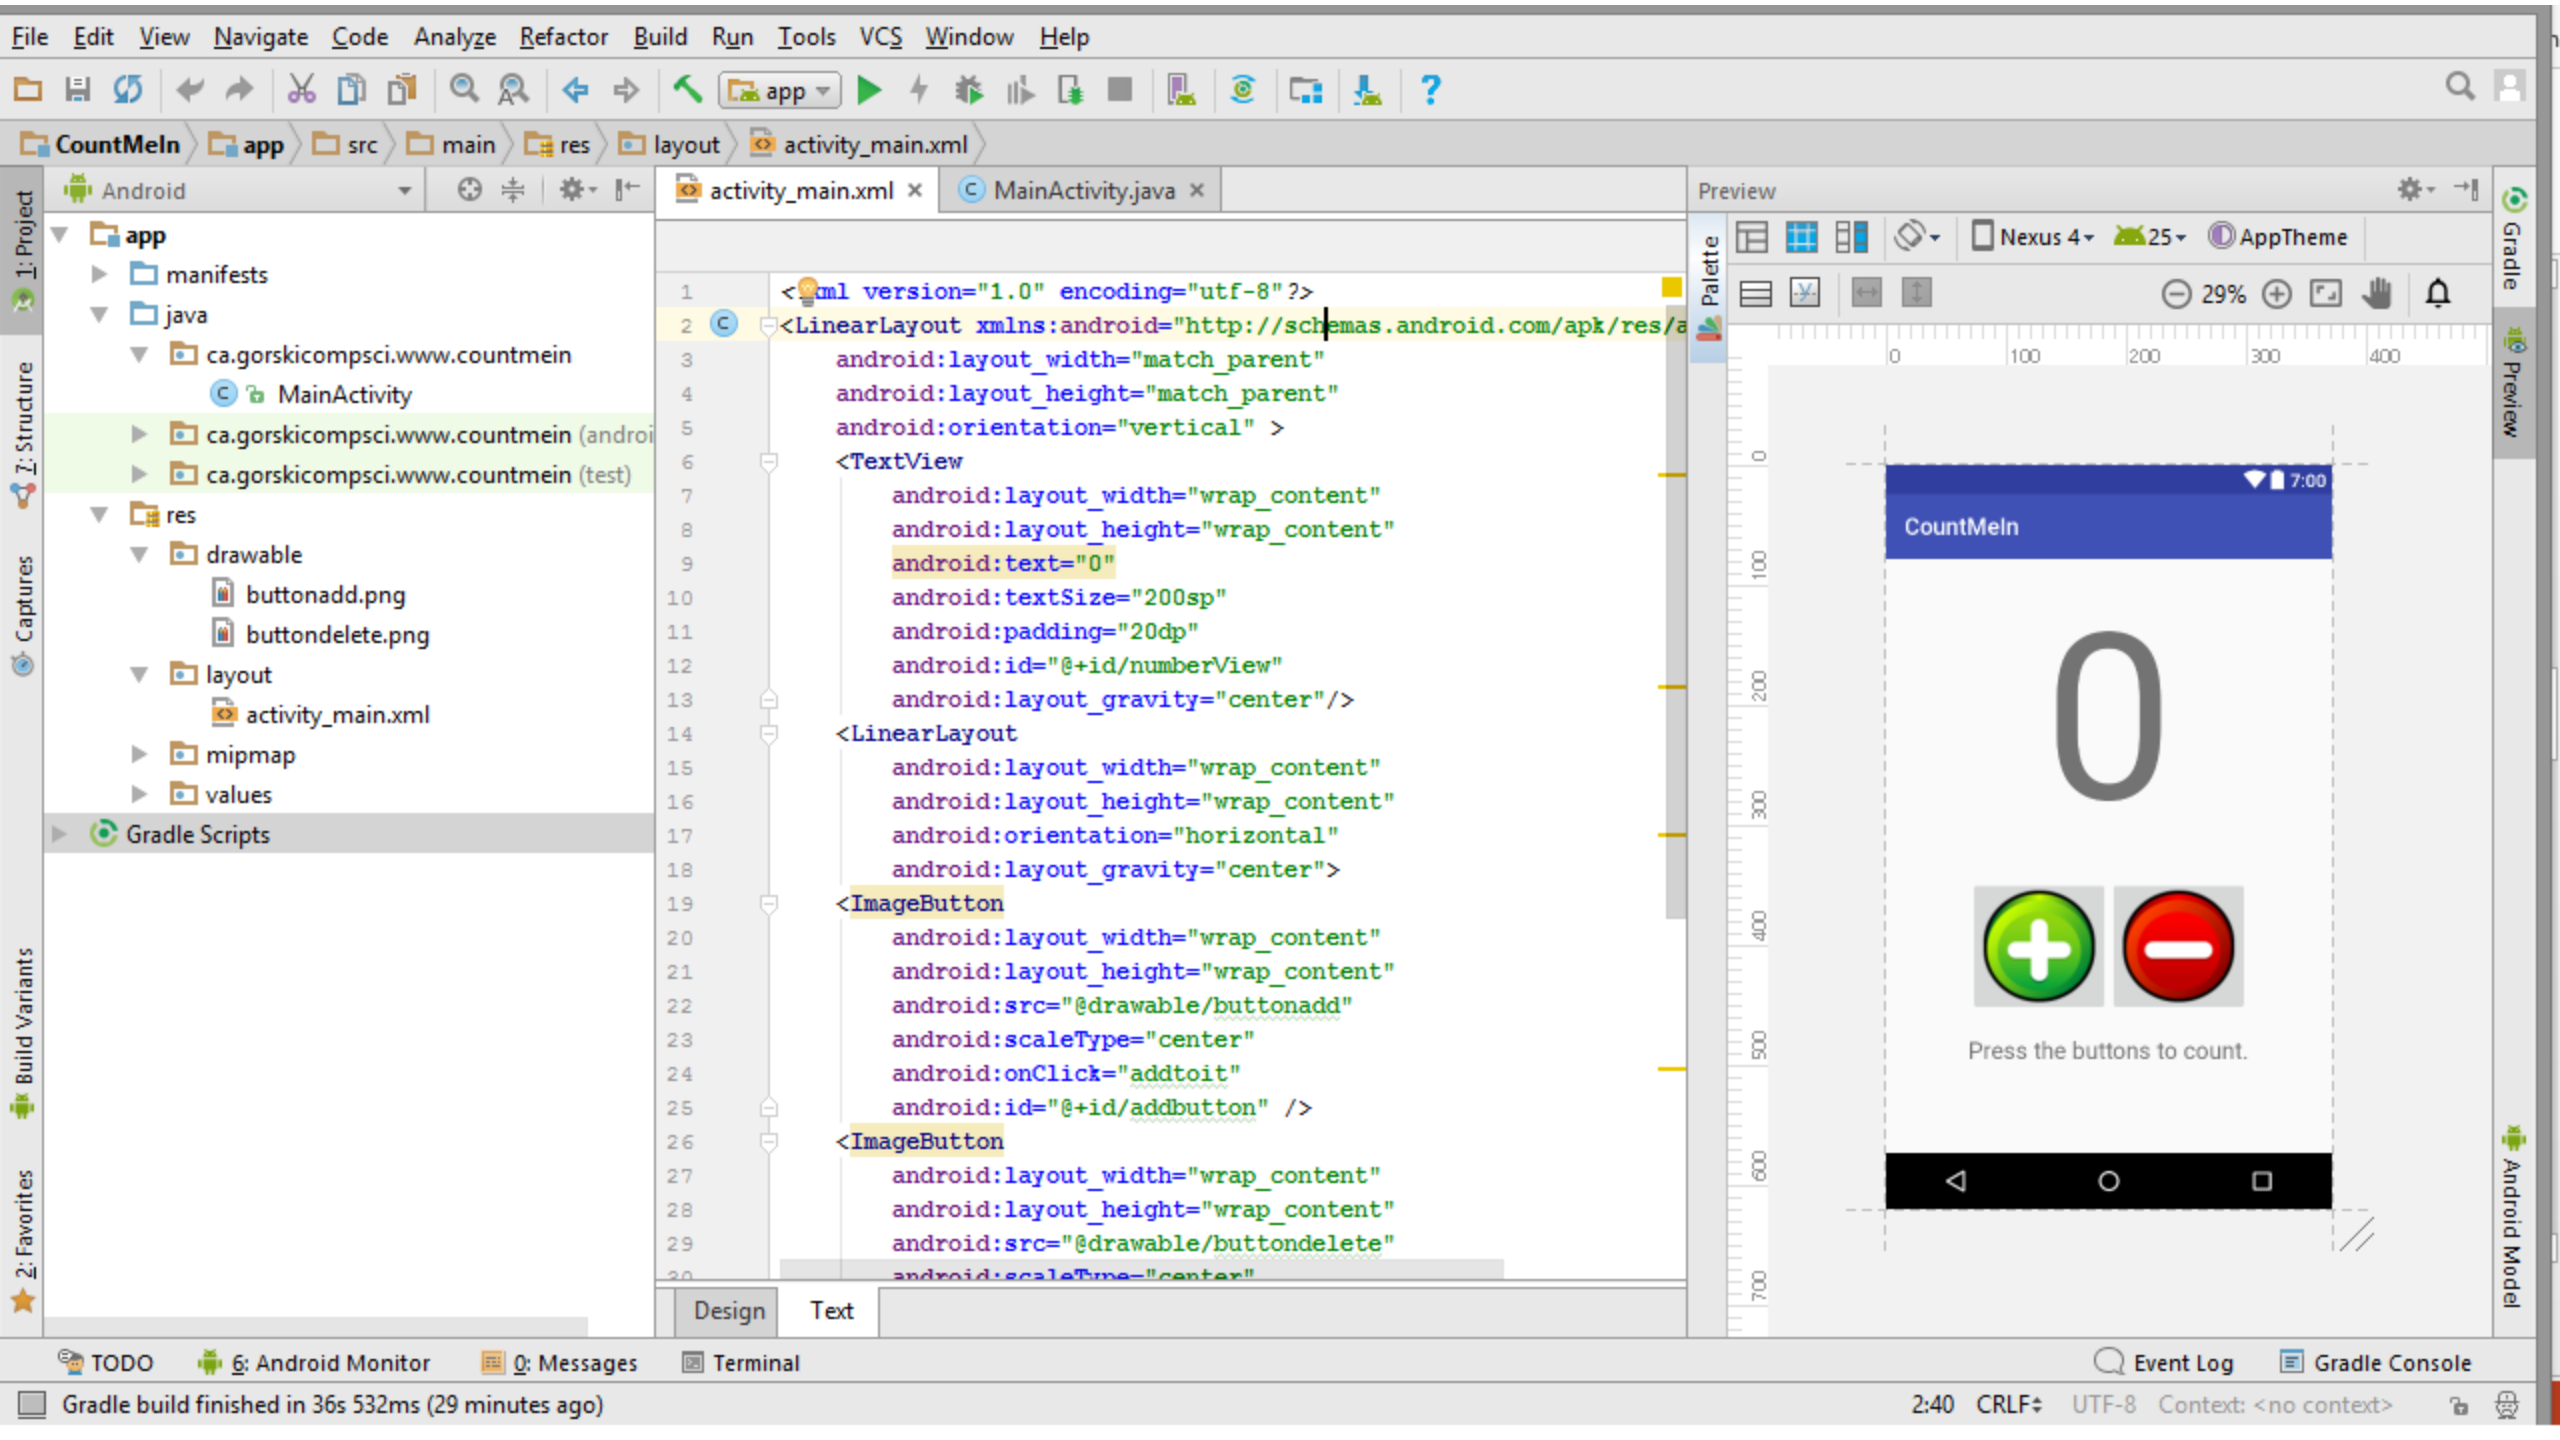 File Edit View Navigate Code Analyze Refactor Build Run Tools VCS Window Help
app
CountMeIn app src main res layout activity_main.xml
1: Project
7: Structure
Captures
Build Variants
2: Favorites
Android
app
manifests
java
ca.gorskicompsci.www.countmein
MainActivity
ca.gorskicompsci.www.countmein (androi
ca.gorskicompsci.www.countmein (test)
res
drawable
buttonadd.png
buttondelete.png
layout
activity_main.xml
mipmap
values
Gradle Scripts
activity_main.xml MainActivity.java
1 <?xml version="1.0" encoding="utf-8"?>
2 <LinearLayout xmlns:android="http://schemas.android.com/apk/res/a
3 android:layout_width="match_parent"
4 android:layout_height="match_parent"
5 android:orientation="vertical" >
6 <TextView
7 android:layout_width="wrap_content"
8 android:layout_height="wrap_content"
9 android:text="0"
10 android:textSize="200sp"
11 android:padding="20dp"
12 android:id="@+id/numberView"
13 android:layout_gravity="center"/>
14 <LinearLayout
15 android:layout_width="wrap_content"
16 android:layout_height="wrap_content"
17 android:orientation="horizontal"
18 android:layout_gravity="center">
19 <ImageButton
20 android:layout_width="wrap_content"
21 android:layout_height="wrap_content"
22 android:src="@drawable/buttonadd"
23 android:scaleType="center"
24 android:onClick="addtoit"
25 android:id="@+id/addbutton" />
26 <ImageButton
27 android:layout_width="wrap_content"
28 android:layout_height="wrap_content"
29 android:src="@drawable/buttondelete"
30 android:scaleType="center"
Design Text
Preview
Palette
Nexus 4 25 AppTheme
29%
0 100 200 300 400
0
100
200
300
400
500
600
700
7:00
CountMeIn
0
Press the buttons to count.
Gradle
Preview
Android Model
TODO 6: Android Monitor 0: Messages Terminal Event Log Gradle Console
Gradle build finished in 36s 532ms (29 minutes ago) 2:40 CRLF UTF-8 Context: <no context>